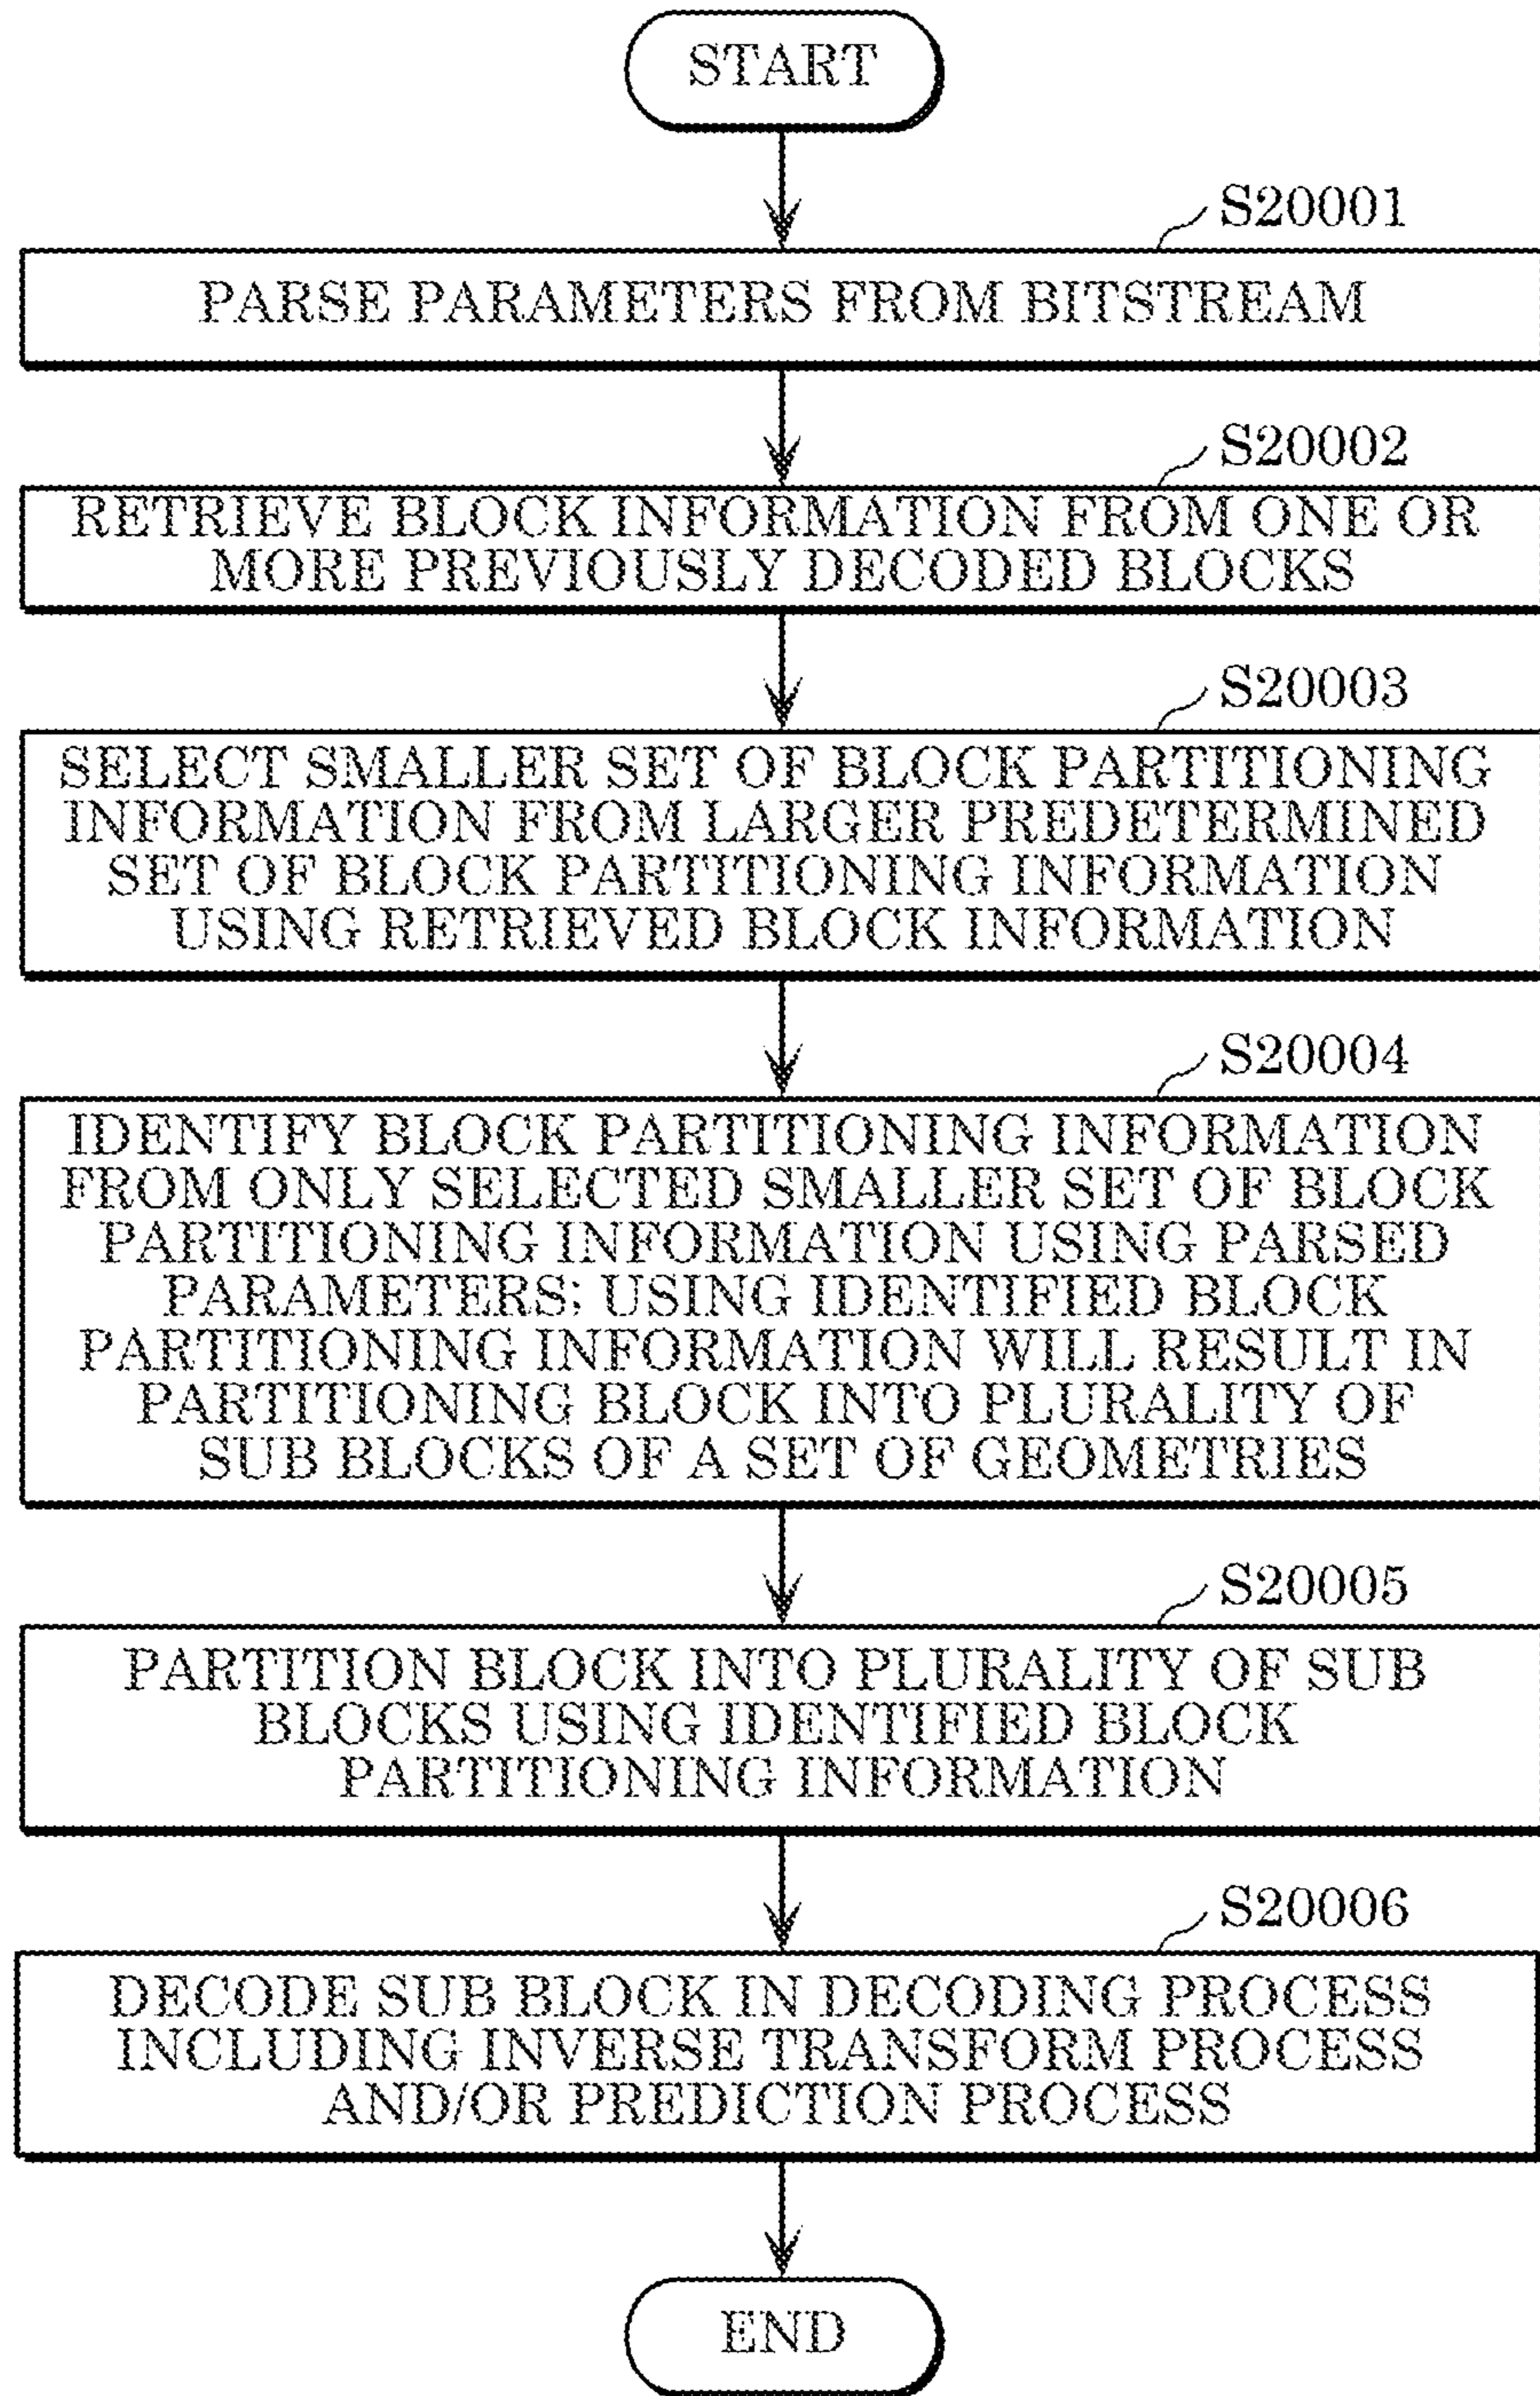 START
S20001
PARSE PARAMETERS FROM BITSTREAM
S20002
RETRIEVE BLOCK INFORMATION FROM ONE OR
MORE PREVIOUSLY DECODED BLOCKS
S20003
SELECT SMALLER SET OF BLOCK PARTITIONING
INFORMATION FROM LARGER PREDETERMINED
SET OF BLOCK PARTITIONING INFORMATION
USING RETRIEVED BLOCK INFORMATION
S20004
IDENTIFY BLOCK PARTITIONING INFORMATION
FROM ONLY SELECTED SMALLER SET OF BLOCK
PARTITIONING INFORMATION USING PARSED
PARAMETERS; USING IDENTIFIED BLOCK
PARTITIONING INFORMATION WILL RESULT IN
PARTITIONING BLOCK INTO PLURALITY OF
SUB BLOCKS OF A SET OF GEOMETRIES
S20005
PARTITION BLOCK INTO PLURALITY OF SUB
BLOCKS USING IDENTIFIED BLOCK
PARTITIONING INFORMATION
S20006
DECODE SUB BLOCK IN DECODING PROCESS
INCLUDING INVERSE TRANSFORM PROCESS
AND/OR PREDICTION PROCESS
END